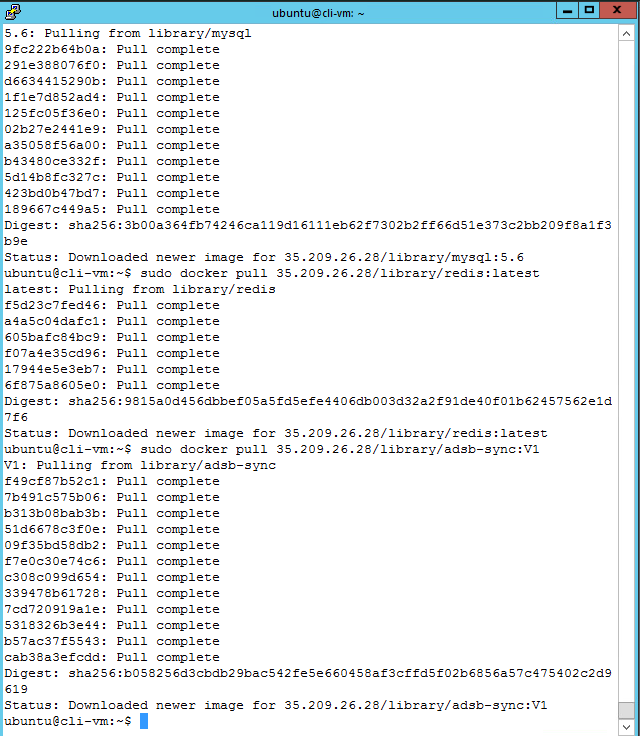 ubuntu@cli-vm: ~
5.6: Pulling from library/mysql
9fc222b64b0a: Pull complete
291e388076f0: Pull complete
d6634415290b: Pull complete
1f1e7d852ad4: Pull complete
125fc05f36e0: Pull complete
02b27e2441e9: Pull complete
a35058f56a00: Pull complete
b43480ce332f: Pull complete
5d14b8fc327c: Pull complete
423bd0b47bd7: Pull complete
189667c449a5: Pull complete
Digest: sha256:3b00a364fb74246ca119d16111eb62f7302b2ff66d51e373c2bb209f8a1f3
b9e
Status: Downloaded newer image for 35.209.26.28/library/mysql:5.6
ubuntu@cli-vm:~$ sudo docker pull 35.209.26.28/library/redis:latest
latest: Pulling from library/redis
f5d23c7fed46: Pull complete
a4a5c04dafc1: Pull complete
605bafc84bc9: Pull complete
f07a4e35cd96: Pull complete
17944e5e3eb7: Pull complete
6f875a8605e0: Pull complete
Digest: sha256:9815a0d456dbbef05a5fd5efe4406db003d32a2f91de40f01b62457562e1d
7f6
Status: Downloaded newer image for 35.209.26.28/library/redis:latest
ubuntu@cli-vm:~$ sudo docker pull 35.209.26.28/library/adsb-sync:V1
V1: Pulling from library/adsb-sync
f49cf87b52c1: Pull complete
7b491c575b06: Pull complete
b313b08bab3b: Pull complete
51d6678c3f0e: Pull complete
09f35bd58db2: Pull complete
f7e0c30e74c6: Pull complete
c308c099d654: Pull complete
339478b61728: Pull complete
7cd720919a1e: Pull complete
5318326b3e44: Pull complete
b57ac37f5543: Pull complete
cab38a3efcdd: Pull complete
Digest: sha256:b058256d3cbdb29bac542fe5e660458af3cffd5f02b6856a57c475402c2d9
619
Status: Downloaded newer image for 35.209.26.28/library/adsb-sync:V1
ubuntu@cli-vm:~$